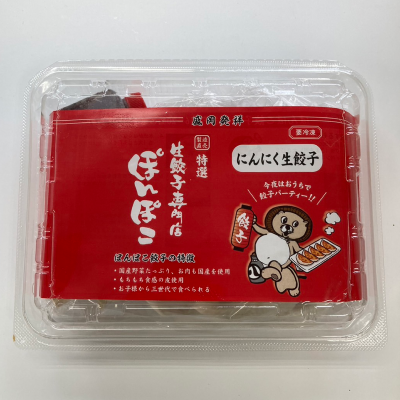 盛岡発祥
要冷凍
にんにく生餃子
今夜はおうちで
餃子パーティー!!
製造直売
特選
生餃子専門店
ぽんぽこ
餃子
ぽんぽこ餃子の特徴
・国産野菜たっぷり、お肉も国産を使用
・もちもち食感の皮使用
・お子様から三世代で食べられる